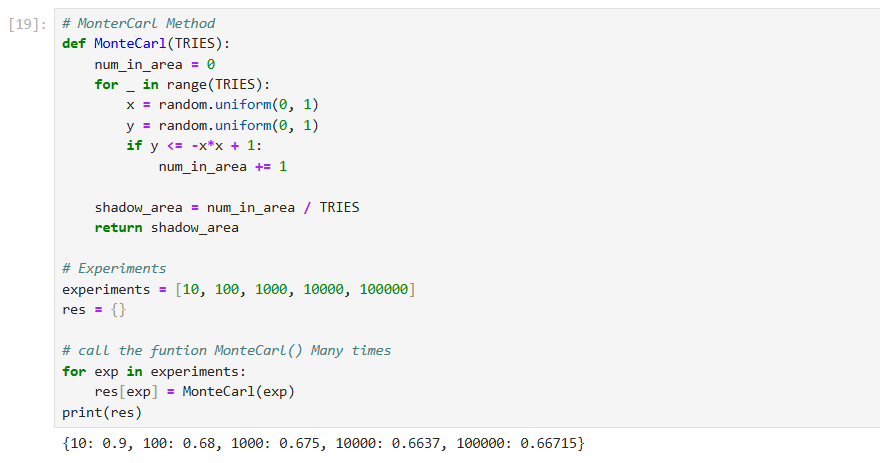 [19]: # MonterCarl Method
def MonteCarl(TRIES):
    num_in_area = 0
    for _ in range(TRIES):
        x = random.uniform(0, 1)
        y = random.uniform(0, 1)
        if y <= -x*x + 1:
            num_in_area += 1

    shadow_area = num_in_area / TRIES
    return shadow_area

# Experiments
experiments = [10, 100, 1000, 10000, 100000]
res = {}

# call the funtion MonteCarl() Many times
for exp in experiments:
    res[exp] = MonteCarl(exp)
print(res)
{10: 0.9, 100: 0.68, 1000: 0.675, 10000: 0.6637, 100000: 0.66715}